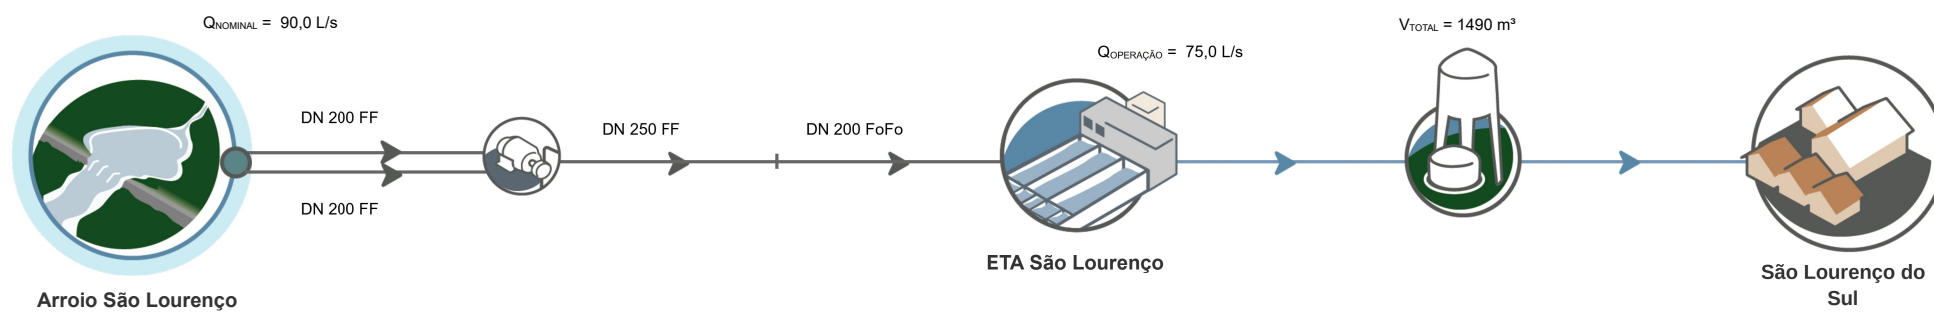 QNOMINAL = 90,0 L/s
VTOTAL = 1490 m³
QOPERAÇÃO = 75,0 L/s
DN 200 FF
DN 250 FF
DN 200 FoFo
DN 200 FF
ETA São Lourenço
São Lourenço do
Sul
Arroio São Lourenço